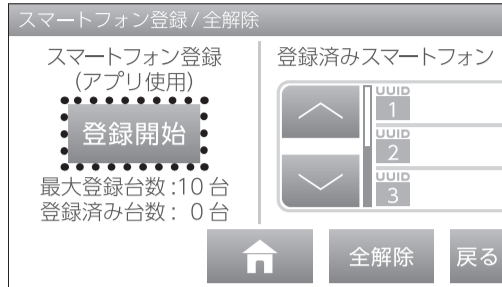 スマートフォン登録/全解除
スマートフォン登録
(アプリ使用)
登録開始
最大登録台数:10 台
登録済み台数: 0 台
登録済みスマートフォン
UUID
1
UUID
2
UUID
3
全解除
戻る